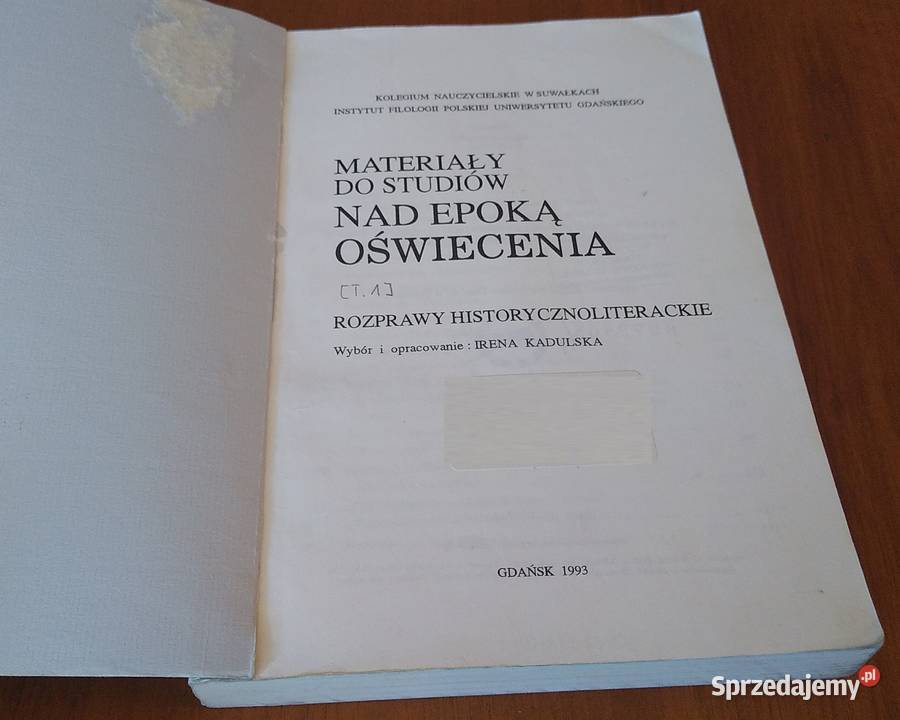 KOLEGIUM NAUCZYCIELSKIE W SUWAŁKACH
INSTYTUT FILOLOGII POLSKIEJ UNIWERSYTETU GDAŃSKIEGO
MATERIAŁY
DO STUDIÓW
NAD EPOKĄ
OŚWIECENIA
[T. 1]
ROZPRAWY HISTORYCZNOLITERACKIE
Wybór i opracowanie : IRENA KADULSKA
GDAŃSK 1993
Sprzedajemy.pl